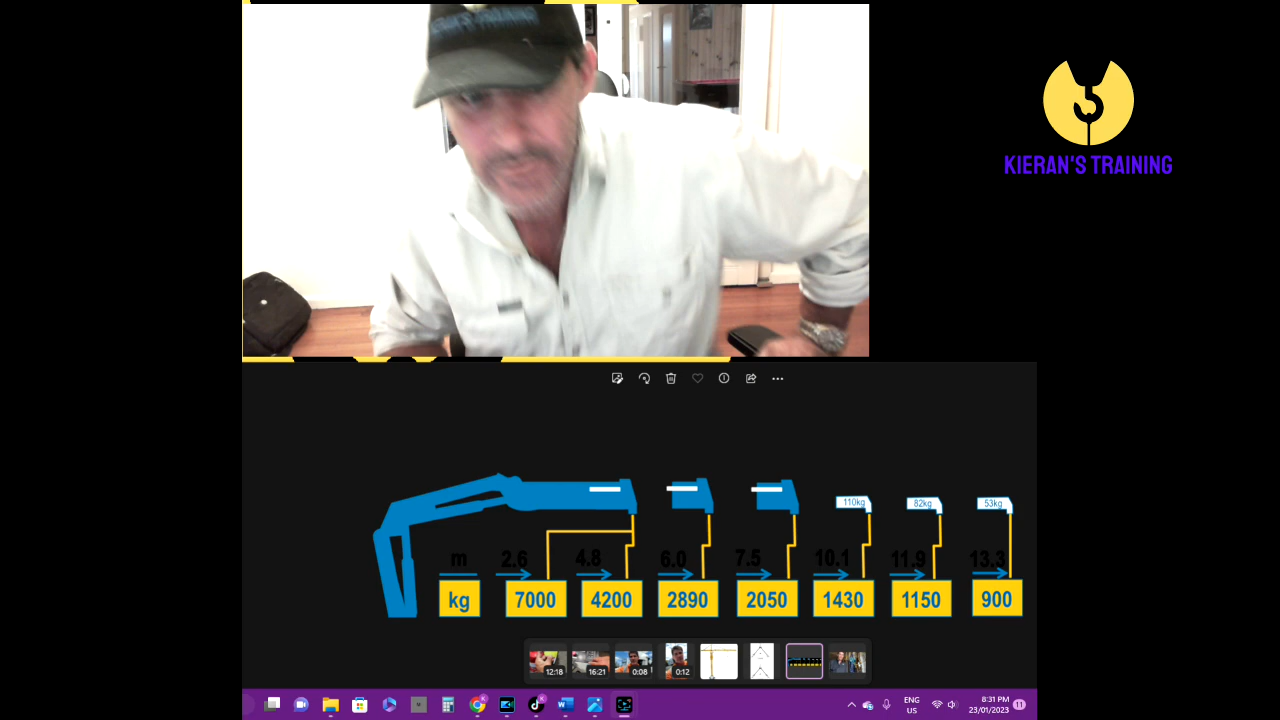 KIERAN'S TRAINING
110kg 82kg 53kg
m 2.6 4.8 6.0 7.5 10.1 11.9 13.3
kg 7000 4200 2890 2050 1430 1150 900
12:18 16:21 0:08 0:12
ENG
US
8:31 PM
23/01/2023
11